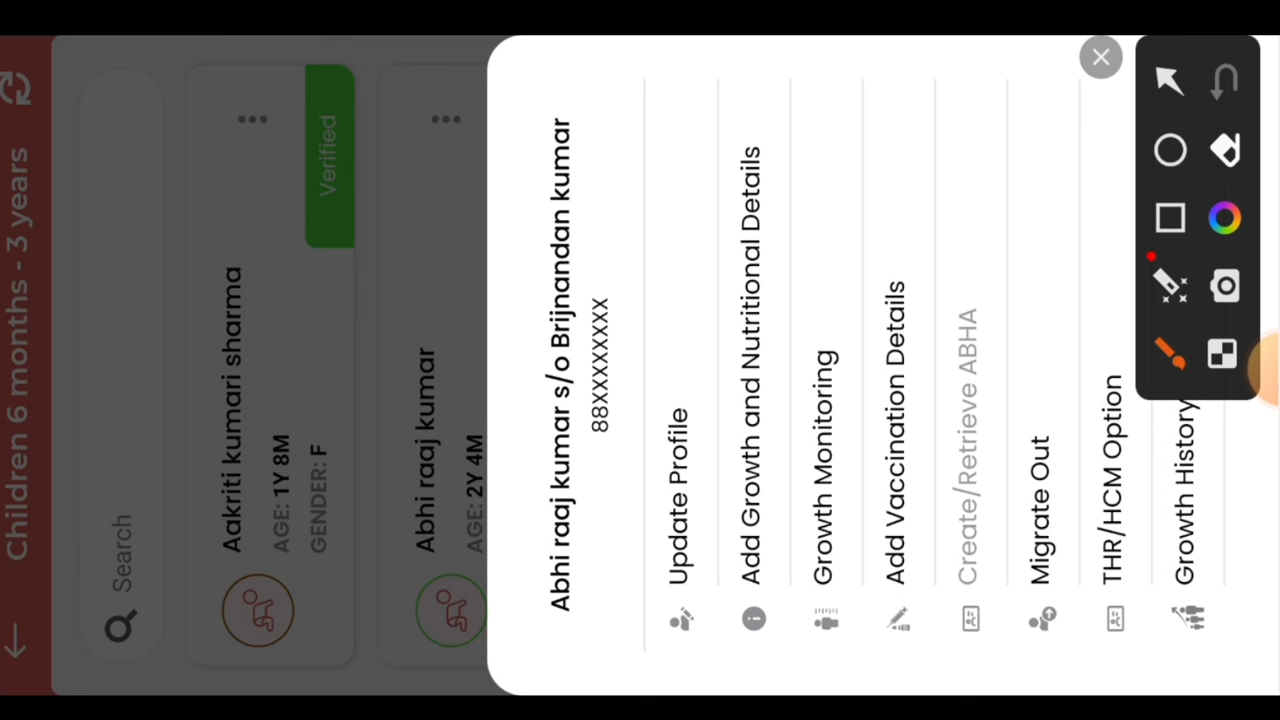 Children 6 months - 3 years
Search
Aakriti kumari sharma
AGE: 1Y 8M
GENDER: F
Verified
Abhi raaj kumar
AGE: 2Y 4M
Abhi raaj kumar s/o Brijnandan kumar
88XXXXXXXX
Update Profile
Add Growth and Nutritional Details
Growth Monitoring
Add Vaccination Details
Create/Retrieve ABHA
Migrate Out
THR/HCM Option
Growth History